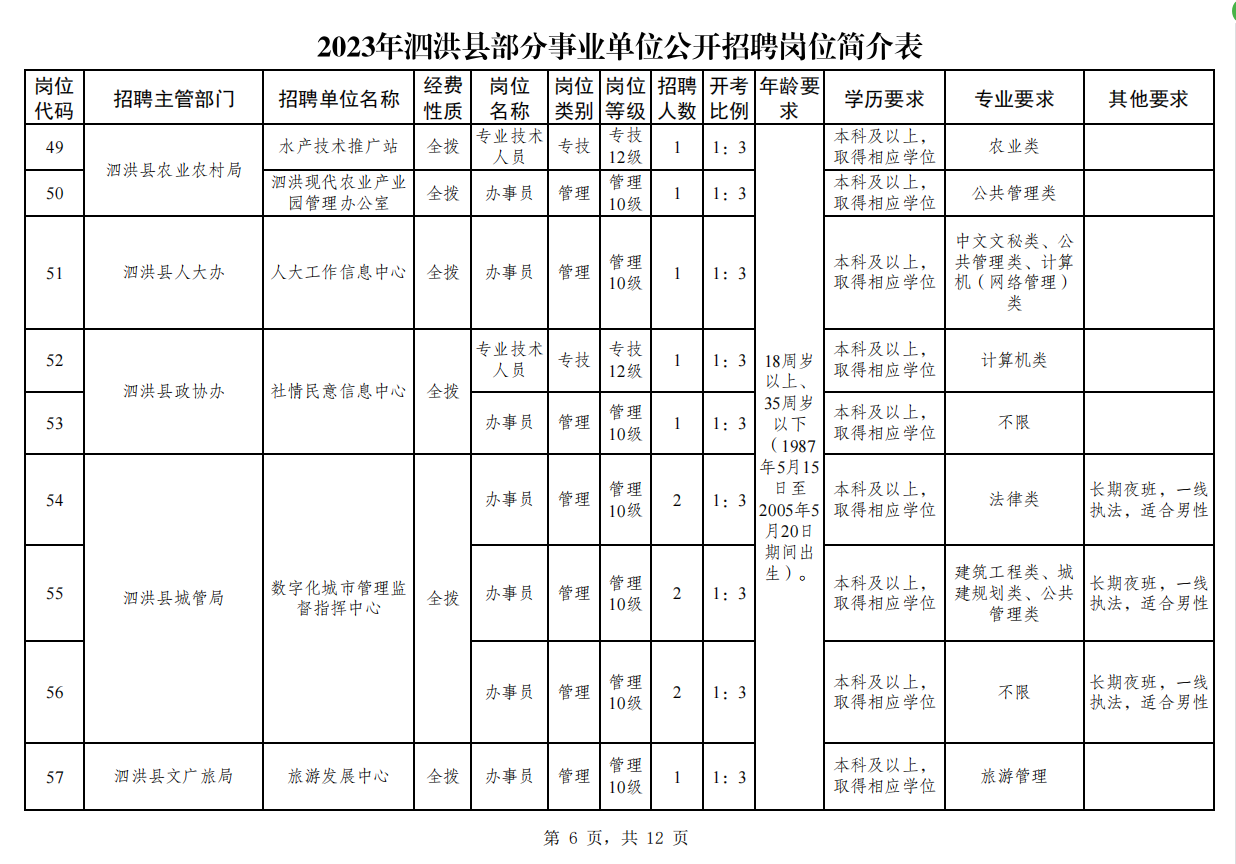 2023年泗洪县部分事业单位公开招聘岗位简介表
岗位
代码
招聘主管部门
招聘单位名称
经费
性质
岗位
名称
岗位
类别
岗位
等级
招聘
人数
开考
比例
年龄要
求
学历要求
专业要求
其他要求
49
泗洪县农业农村局
水产技术推广站
全拨
专业技术
人员
专技
专技
12级
1
1：3
18周岁
以上、
35周岁
以下
（1987
年5月15
日至
2005年5
月20日
期间出
生）。
本科及以上，
取得相应学位
农业类
50
泗洪现代农业产业
园管理办公室
全拨
办事员
管理
管理
10级
1
1：3
本科及以上，
取得相应学位
公共管理类
51
泗洪县人大办
人大工作信息中心
全拨
办事员
管理
管理
10级
1
1：3
本科及以上，
取得相应学位
中文文秘类、公
共管理类、计算
机（网络管理）
类
52
泗洪县政协办
社情民意信息中心
全拨
专业技术
人员
专技
专技
12级
1
1：3
本科及以上，
取得相应学位
计算机类
53
办事员
管理
管理
10级
1
1：3
本科及以上，
取得相应学位
不限
54
泗洪县城管局
数字化城市管理监
督指挥中心
全拨
办事员
管理
管理
10级
2
1：3
本科及以上，
取得相应学位
法律类
长期夜班，一线
执法，适合男性
55
办事员
管理
管理
10级
2
1：3
本科及以上，
取得相应学位
建筑工程类、城
建规划类、公共
管理类
长期夜班，一线
执法，适合男性
56
办事员
管理
管理
10级
2
1：3
本科及以上，
取得相应学位
不限
长期夜班，一线
执法，适合男性
57
泗洪县文广旅局
旅游发展中心
全拨
办事员
管理
管理
10级
1
1：3
本科及以上，
取得相应学位
旅游管理
第 6 页，共 12 页